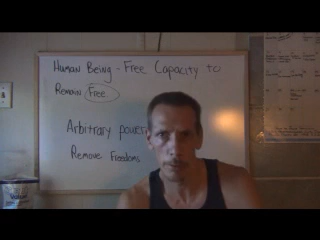 Human Being - Free Capacity to
Remain Free
Arbitrary power
Remove Freedoms